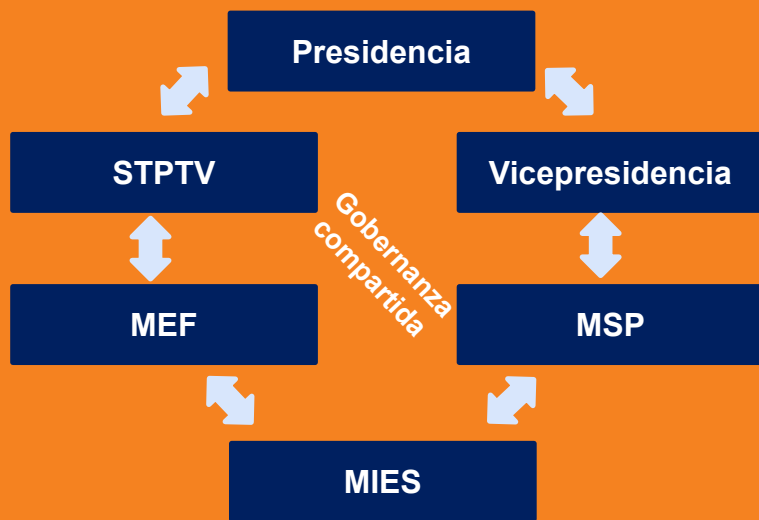 Presidencia
STPTV
Vicepresidencia
Gobernanza
compartida
MEF
MSP
MIES